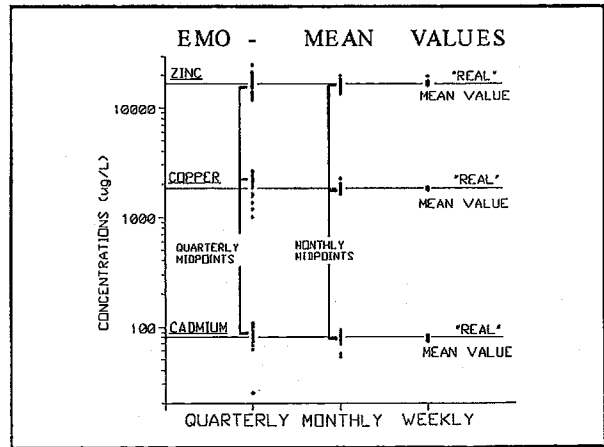 EMO - MEAN VALUES
ZINC
"REAL"
MEAN VALUE
10000
COPPER
"REAL"
MEAN VALUE
1000
CONCENTRATIONS (ug/L)
QUARTERLY
MIDPOINTS
MONTHLY
MIDPOINTS
100
CADMIUM
"REAL"
MEAN VALUE
QUARTERLY MONTHLY WEEKLY